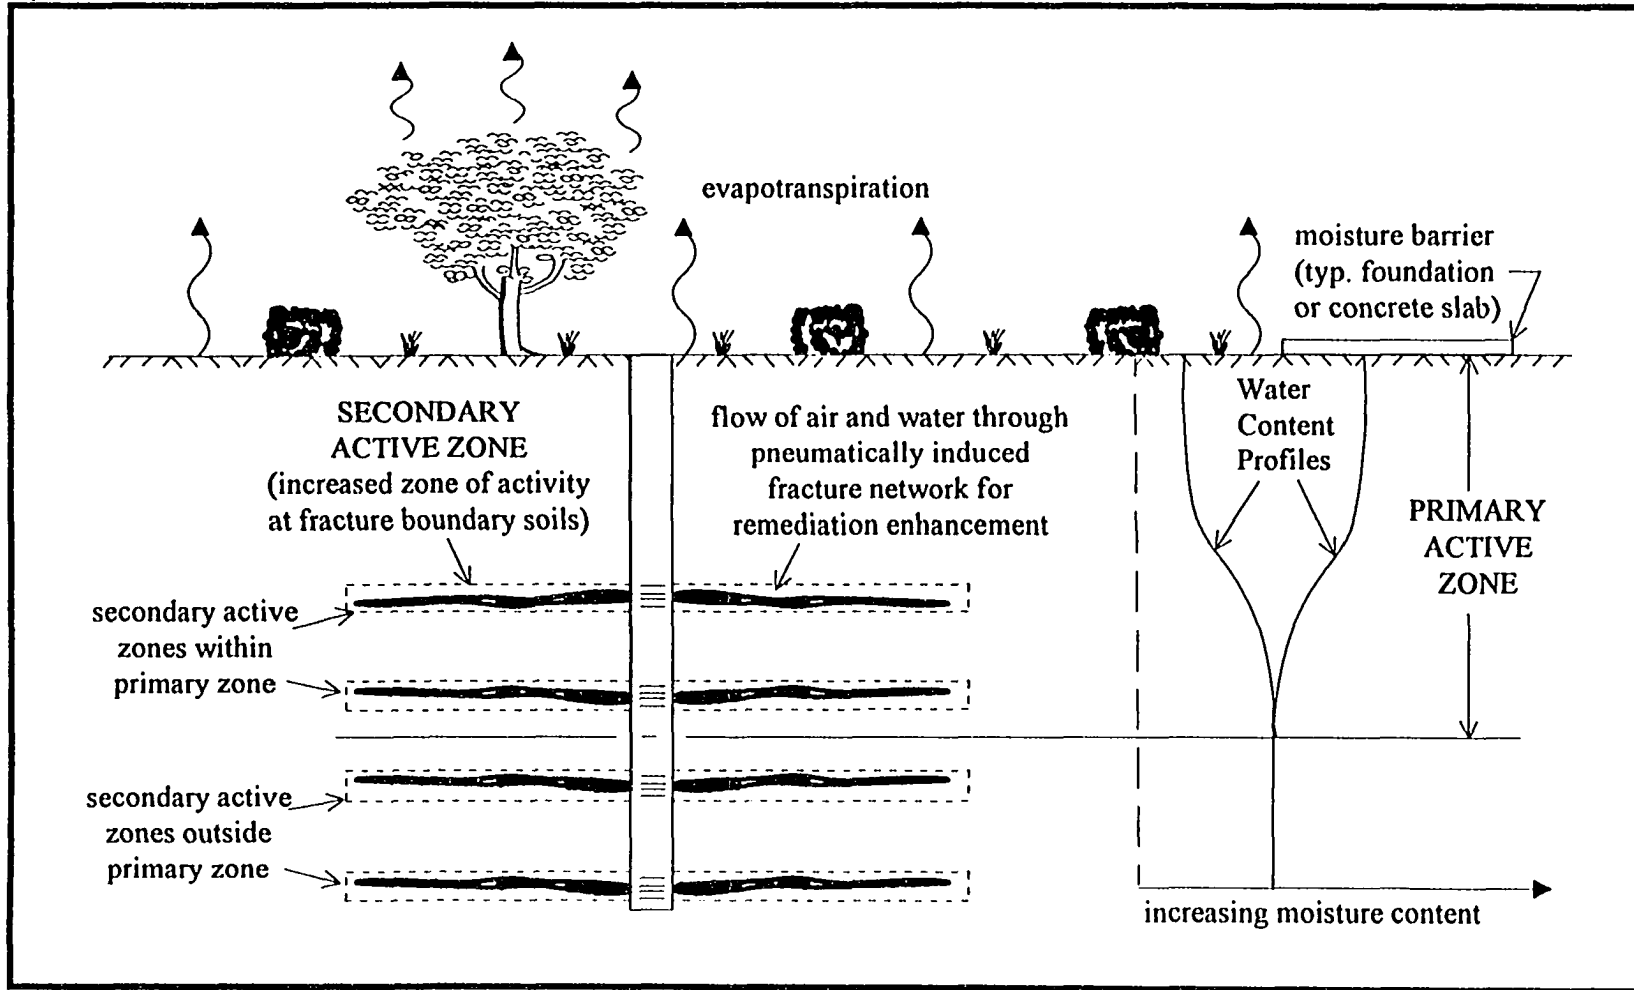 evapotranspiration
moisture barrier
(typ. foundation
or concrete slab)
SECONDARY
ACTIVE ZONE
(increased zone of activity
at fracture boundary soils)
flow of air and water through
pneumatically induced
fracture network for
remediation enhancement
Water
Content
Profiles
PRIMARY
ACTIVE
ZONE
secondary active
zones within
primary zone
secondary active
zones outside
primary zone
increasing moisture content